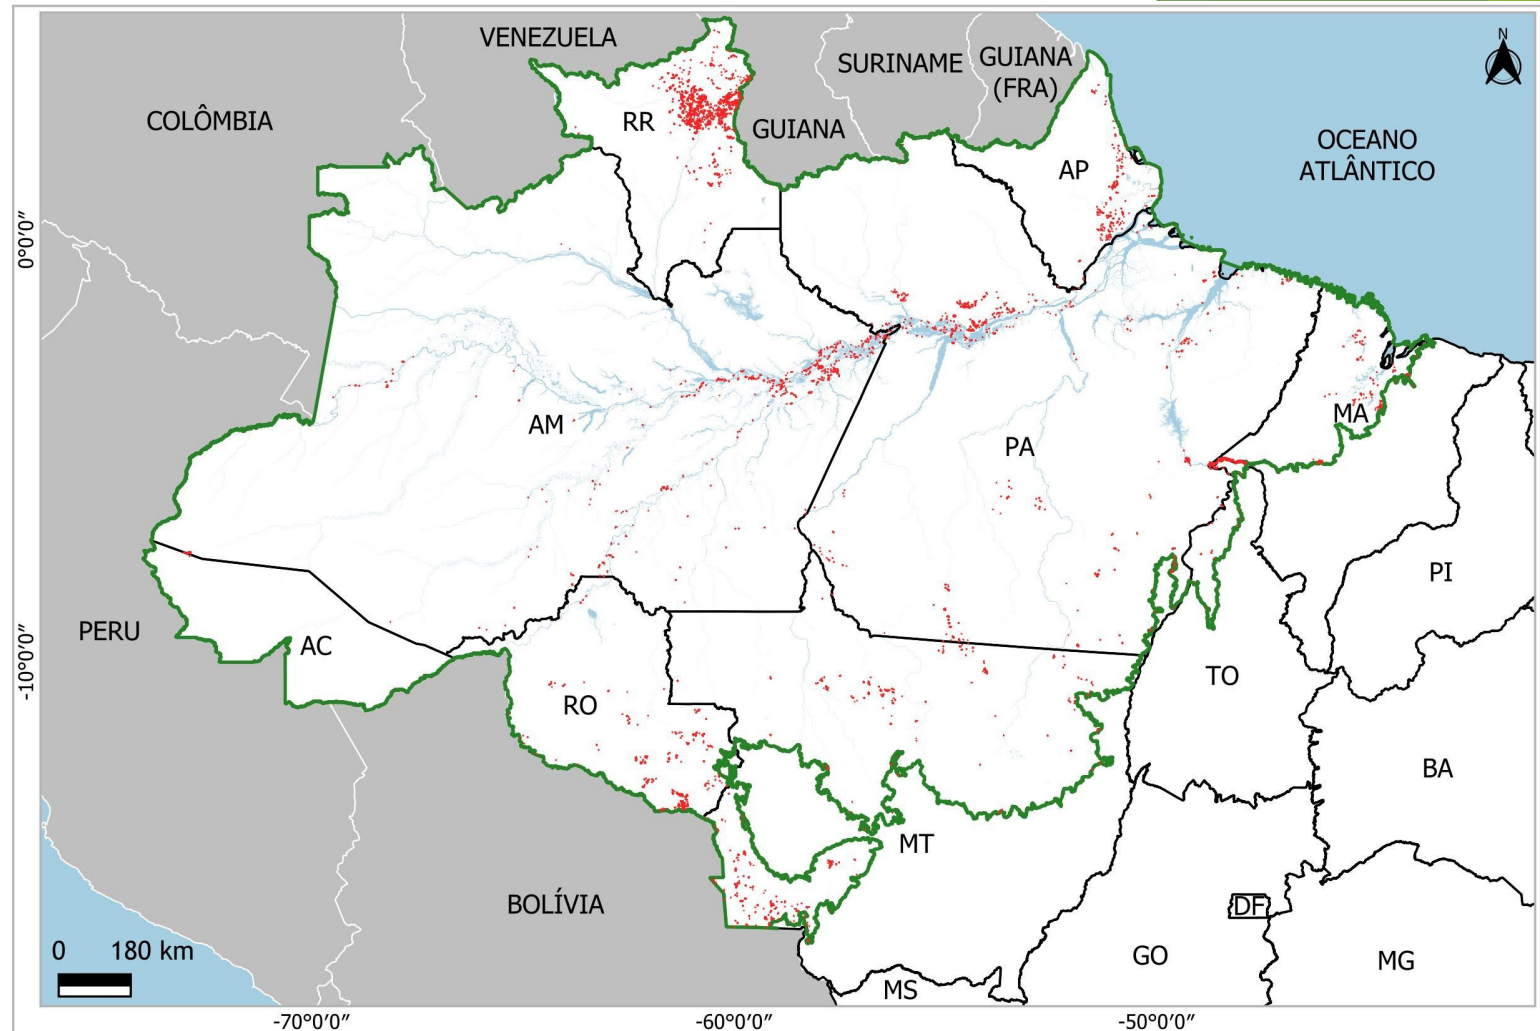 N
VENEZUELA
SURINAME
GUIANA
(FRA)
COLÔMBIA
RR
GUIANA
OCEANO
ATLÂNTICO
AP
0°0'0"
AM
MA
PA
PI
PERU
AC
TO
-10°0'0"
RO
BA
MT
BOLÍVIA
DF
0 180 km
GO
MG
MS
-70°0'0"
-60°0'0"
-50°0'0"